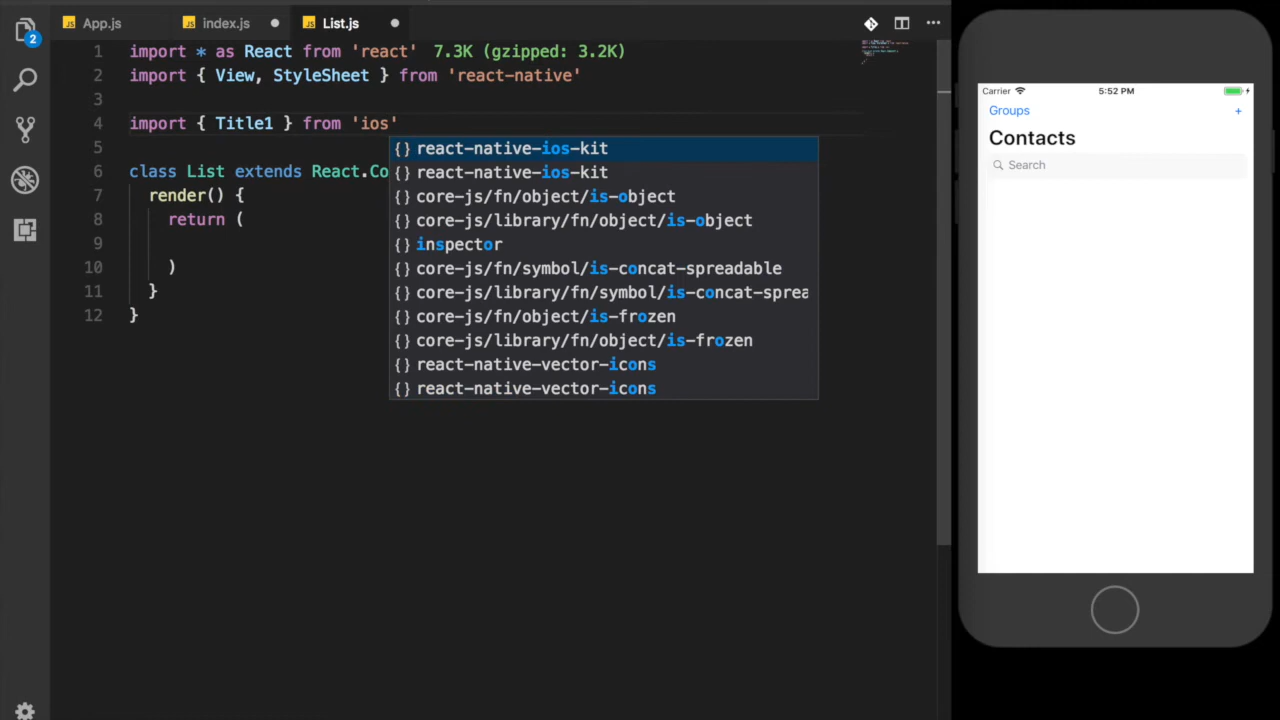 JS App.js JS index.js JS List.js
2
1 import * as React from 'react' 7.3K (gzipped: 3.2K)
2 import { View, StyleSheet } from 'react-native'
3
4 import { Title1 } from 'ios'
5
6 class List extends React.Co
7 render() {
8 return (
9
10 )
11 }
12 }
{} react-native-ios-kit
{} react-native-ios-kit
{} core-js/fn/object/is-object
{} core-js/library/fn/object/is-object
{} inspector
{} core-js/fn/symbol/is-concat-spreadable
{} core-js/library/fn/symbol/is-concat-sprea
{} core-js/fn/object/is-frozen
{} core-js/library/fn/object/is-frozen
{} react-native-vector-icons
{} react-native-vector-icons
Carrier 5:52 PM
Groups +
Contacts
Search